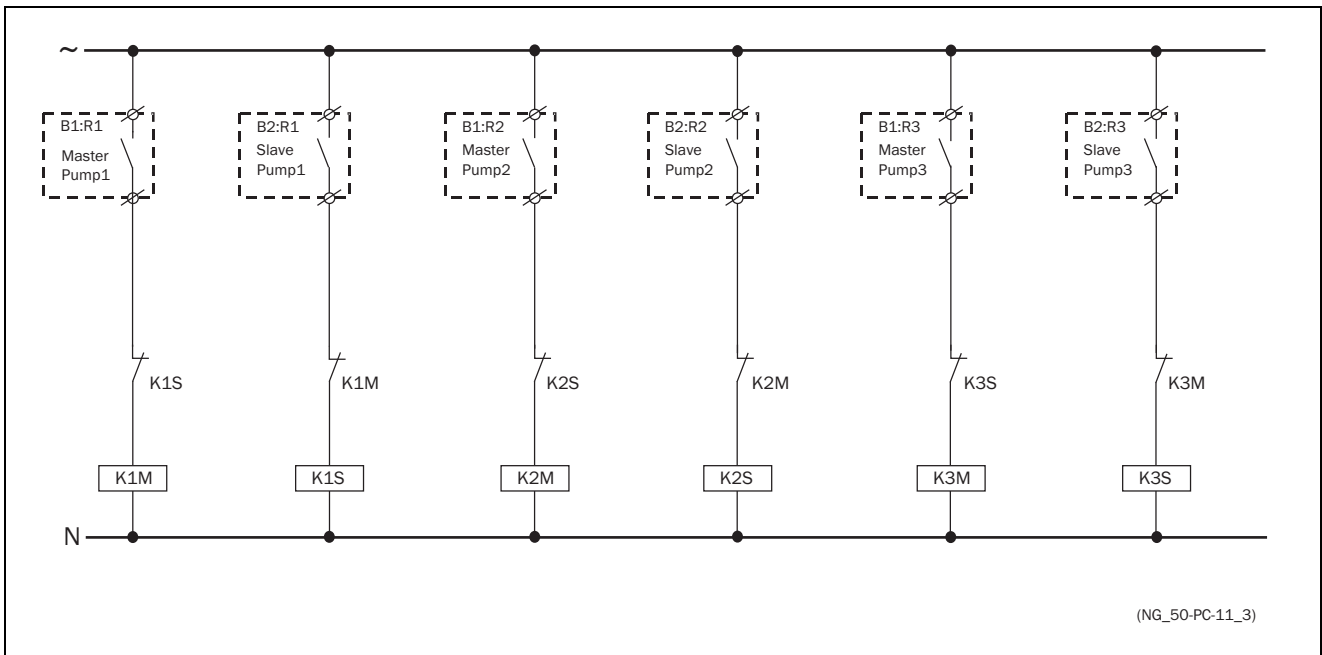 ~
B1:R1
Master
Pump1
B2:R1
Slave
Pump1
B1:R2
Master
Pump2
B2:R2
Slave
Pump2
B1:R3
Master
Pump3
B2:R3
Slave
Pump3
K1S
K1M
K2S
K2M
K3S
K3M
K1M
K1S
K2M
K2S
K3M
K3S
N
(NG_50-PC-11_3)